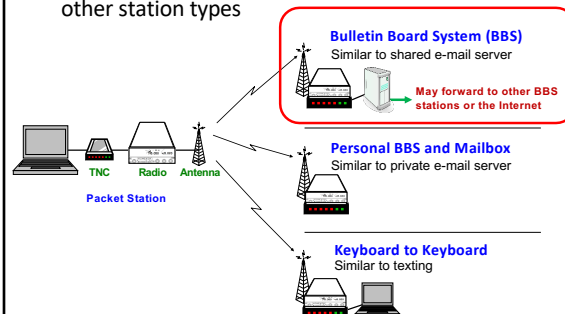 other station types
Bulletin Board System (BBS)
Similar to shared e-mail server
May forward to other BBS
stations or the Internet
TNC
Radio
Antenna
Packet Station
Personal BBS and Mailbox
Similar to private e-mail server
Keyboard to Keyboard
Similar to texting